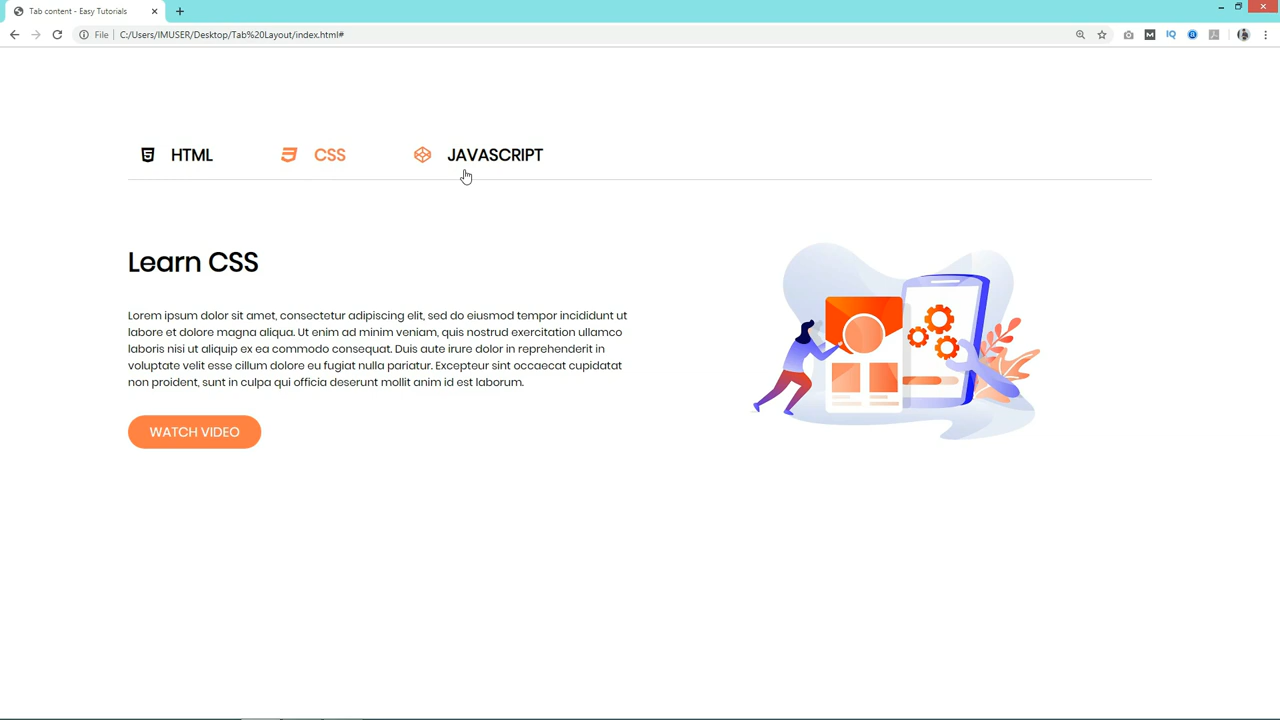 Tab content - Easy Tutorials
File
C:/Users/IMUSER/Desktop/Tab%20Layout/index.html#
M
IQ
HTML
CSS
JAVASCRIPT
Learn CSS
Lorem ipsum dolor sit amet, consectetur adipiscing elit, sed do eiusmod tempor incididunt ut
labore et dolore magna aliqua. Ut enim ad minim veniam, quis nostrud exercitation ullamco
laboris nisi ut aliquip ex ea commodo consequat. Duis aute irure dolor in reprehenderit in
voluptate velit esse cillum dolore eu fugiat nulla pariatur. Excepteur sint occaecat cupidatat
non proident, sunt in culpa qui officia deserunt mollit anim id est laborum.
WATCH VIDEO